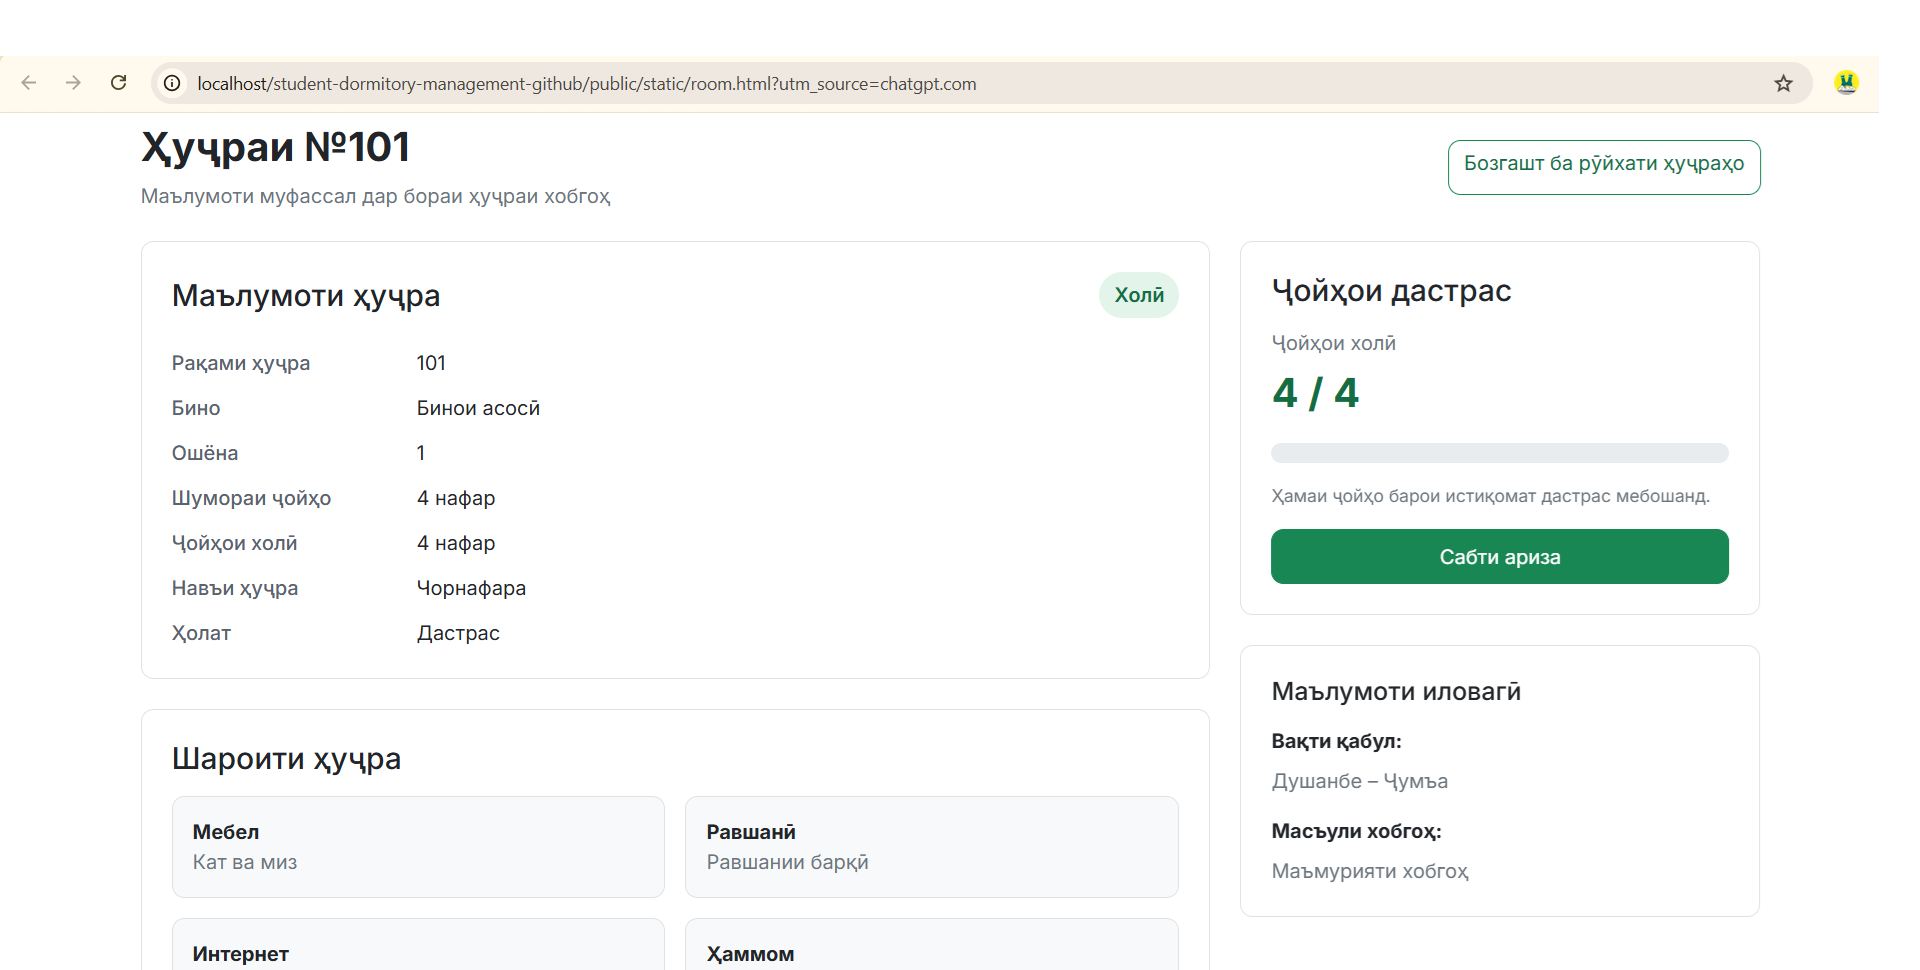 localhost/student-dormitory-management-github/public/static/room.html?utm_source=chatgpt.com
Ҳуҷраи №101
Маълумоти муфассал дар бораи ҳуҷраи хобгоҳ
Бозгашт ба рӯйхати ҳуҷраҳо
Маълумоти ҳуҷра
Холӣ
Рақами ҳуҷра 101
Бино Бинои асосӣ
Ошёна 1
Шумораи ҷойҳо 4 нафар
Ҷойҳои холӣ 4 нафар
Навъи ҳуҷра Чорнафара
Ҳолат Дастрас
Шароити ҳуҷра
Мебел
Кат ва миз
Равшанӣ
Равшании барқӣ
Интернет
Ҳаммом
Ҷойҳои дастрас
Ҷойҳои холӣ
4 / 4
Ҳамаи ҷойҳо барои истиқомат дастрас мебошанд.
Сабти ариза
Маълумоти иловагӣ
Вақти қабул:
Душанбе – Ҷумъа
Масъули хобгоҳ:
Маъмурияти хобгоҳ